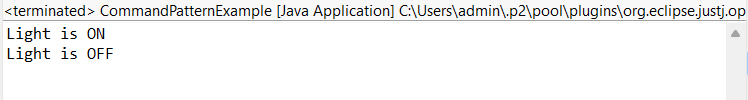 <terminated> CommandPatternExample [Java Application] C:\Users\admin\.p2\pool\plugins\org.eclipse.justj.op
Light is ON
Light is OFF